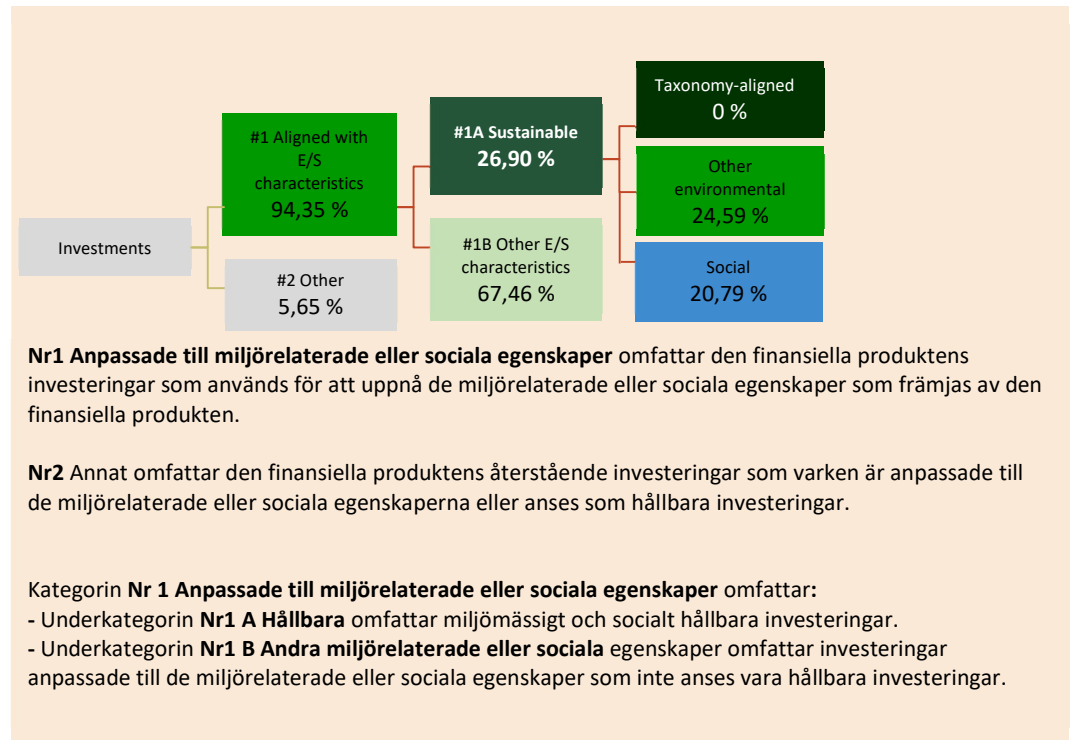 Investments
#1 Aligned with
E/S
characteristics
94,35 %
#2 Other
5,65 %
#1A Sustainable
26,90 %
#1B Other E/S
characteristics
67,46 %
Taxonomy-aligned
0 %
Other
environmental
24,59 %
Social
20,79 %
Nr1 Anpassade till miljörelaterade eller sociala egenskaper omfattar den finansiella produktens
investeringar som används för att uppnå de miljörelaterade eller sociala egenskaper som främjas av den
finansiella produkten.
Nr2 Annat omfattar den finansiella produktens återstående investeringar som varken är anpassade till
de miljörelaterade eller sociala egenskaperna eller anses som hållbara investeringar.
Kategorin Nr 1 Anpassade till miljörelaterade eller sociala egenskaper omfattar:
- Underkategorin Nr1 A Hållbara omfattar miljömässigt och socialt hållbara investeringar.
- Underkategorin Nr1 B Andra miljörelaterade eller sociala egenskaper omfattar investeringar
anpassade till de miljörelaterade eller sociala egenskaper som inte anses vara hållbara investeringar.